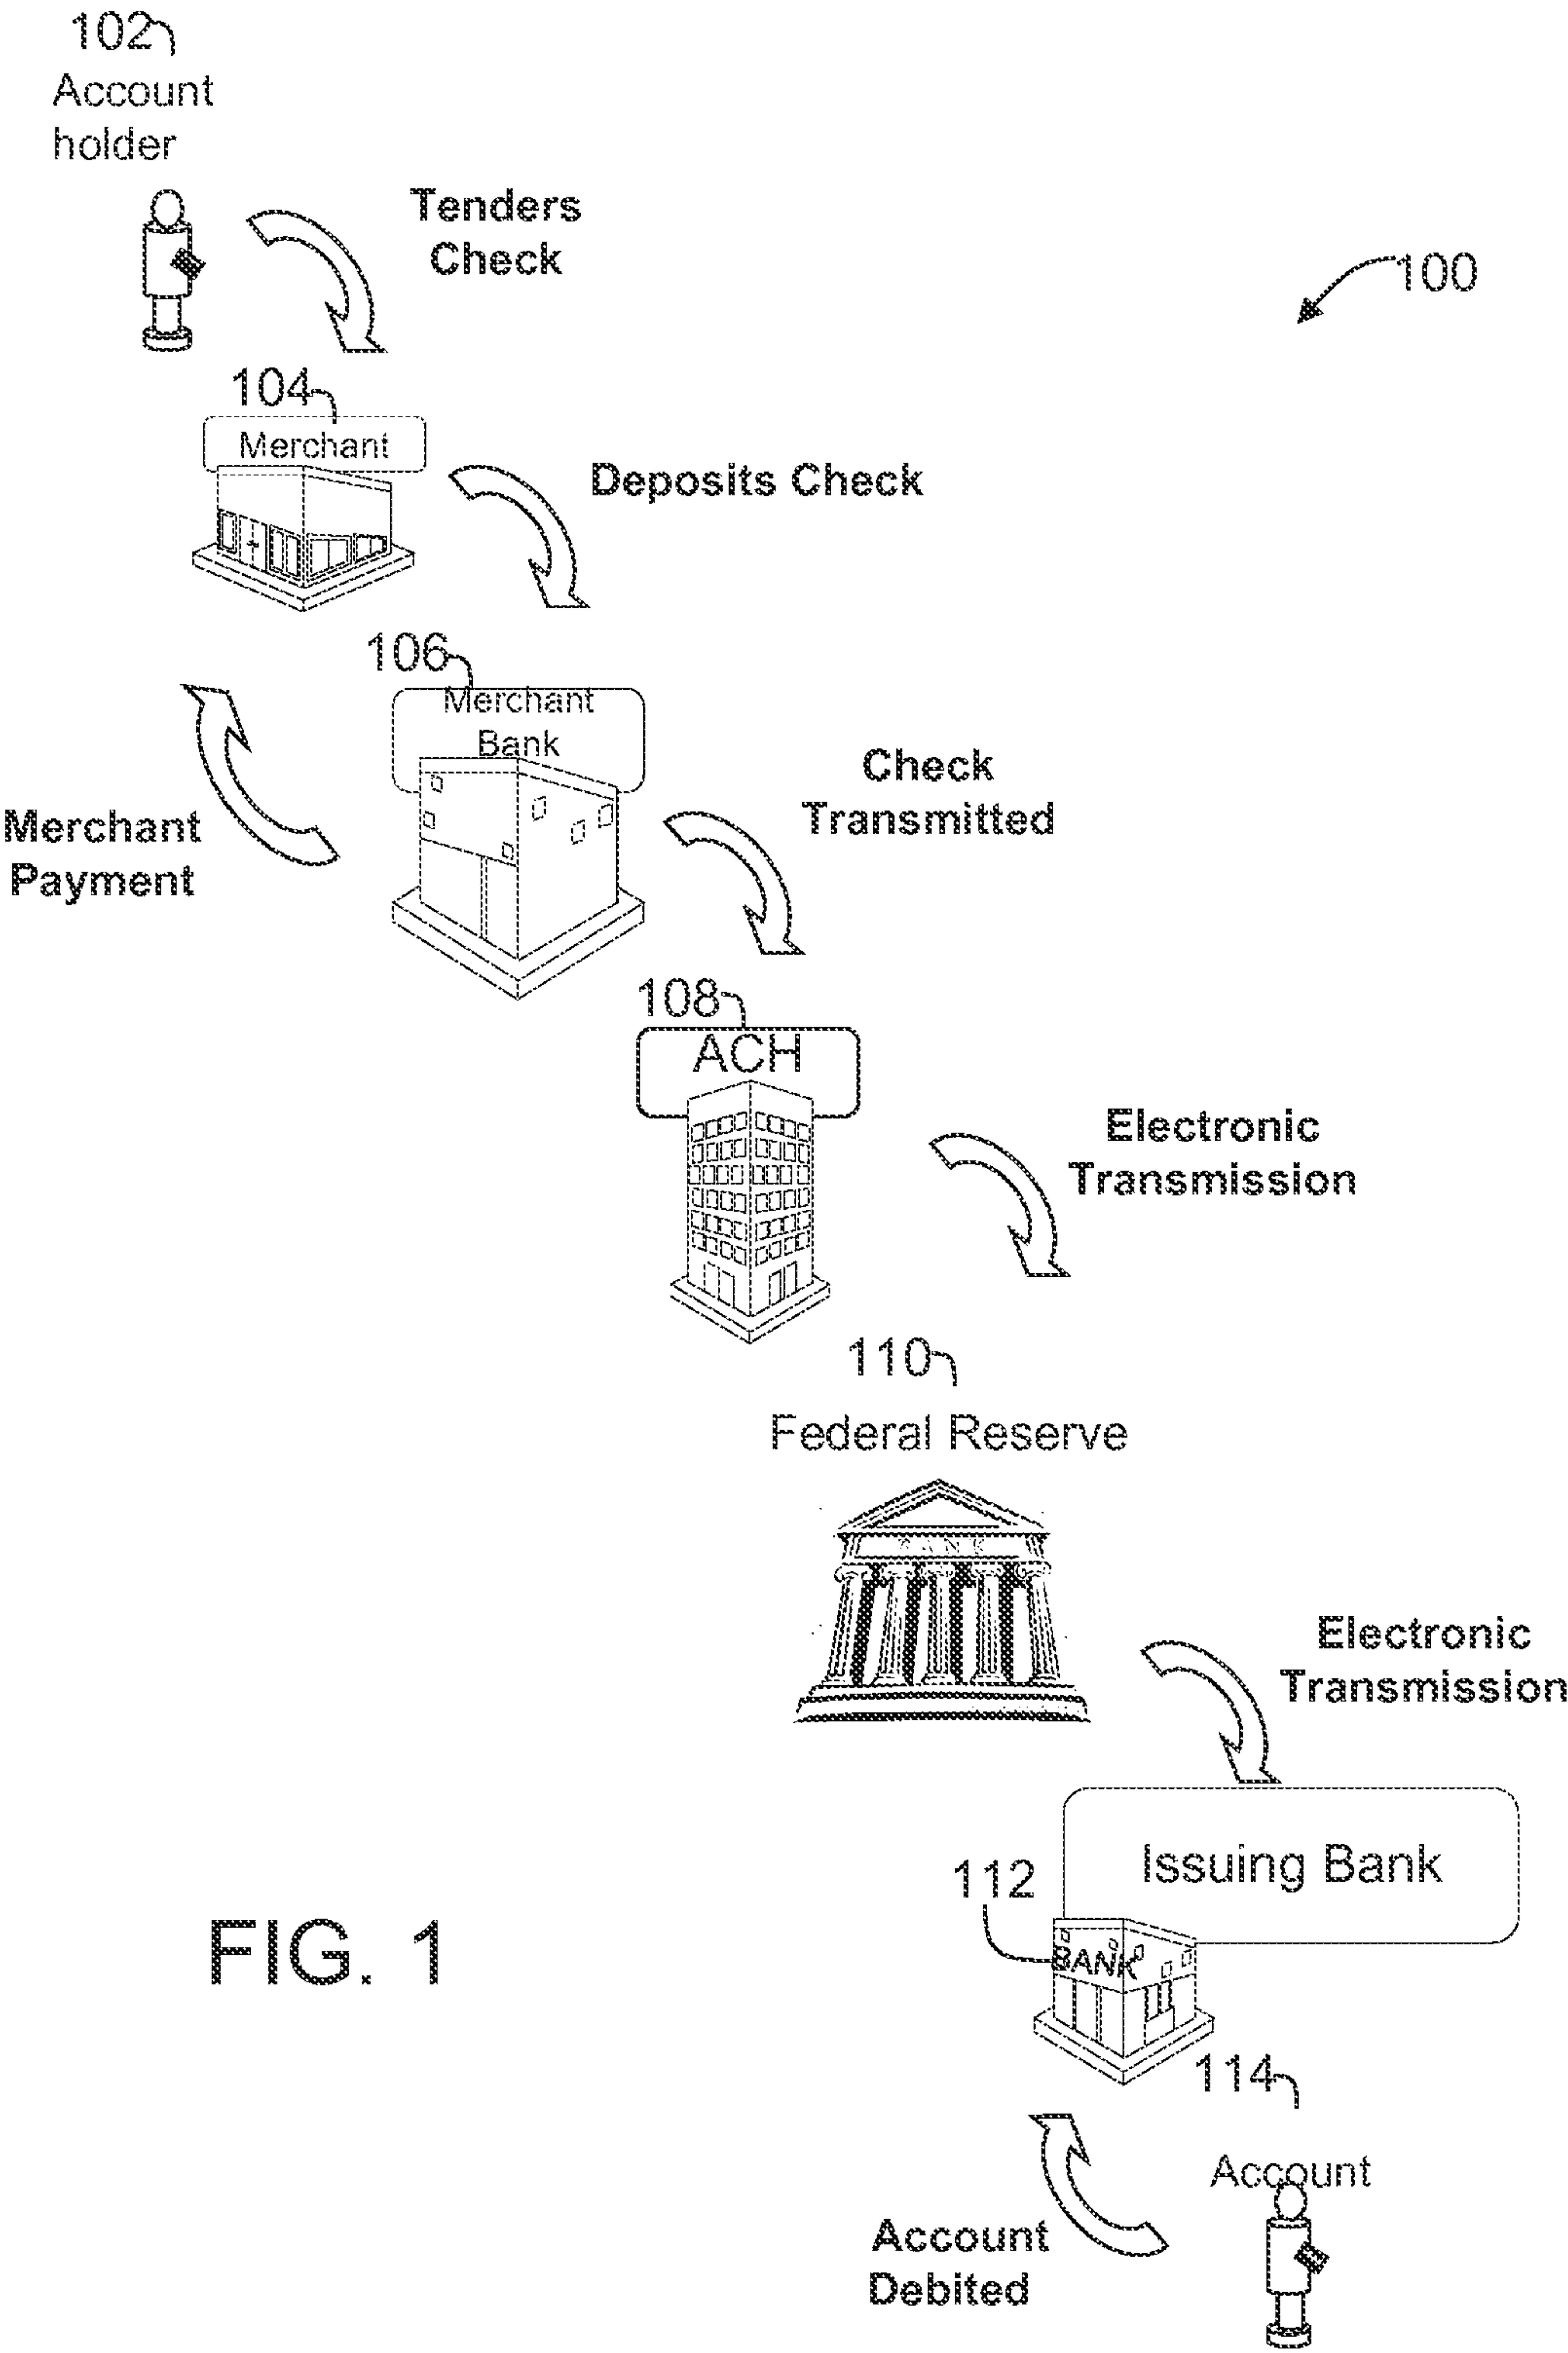 102
Account
holder
Tenders
Check
100
104
Merchant
Deposits Check
106
Merchant
Bank
Check
Transmitted
Merchant
Payment
108
ACH
Electronic
Transmission
110
Federal Reserve
BANK
Electronic
Transmission
Issuing Bank
112
BANK
FIG. 1
114
Account
Account
Debited